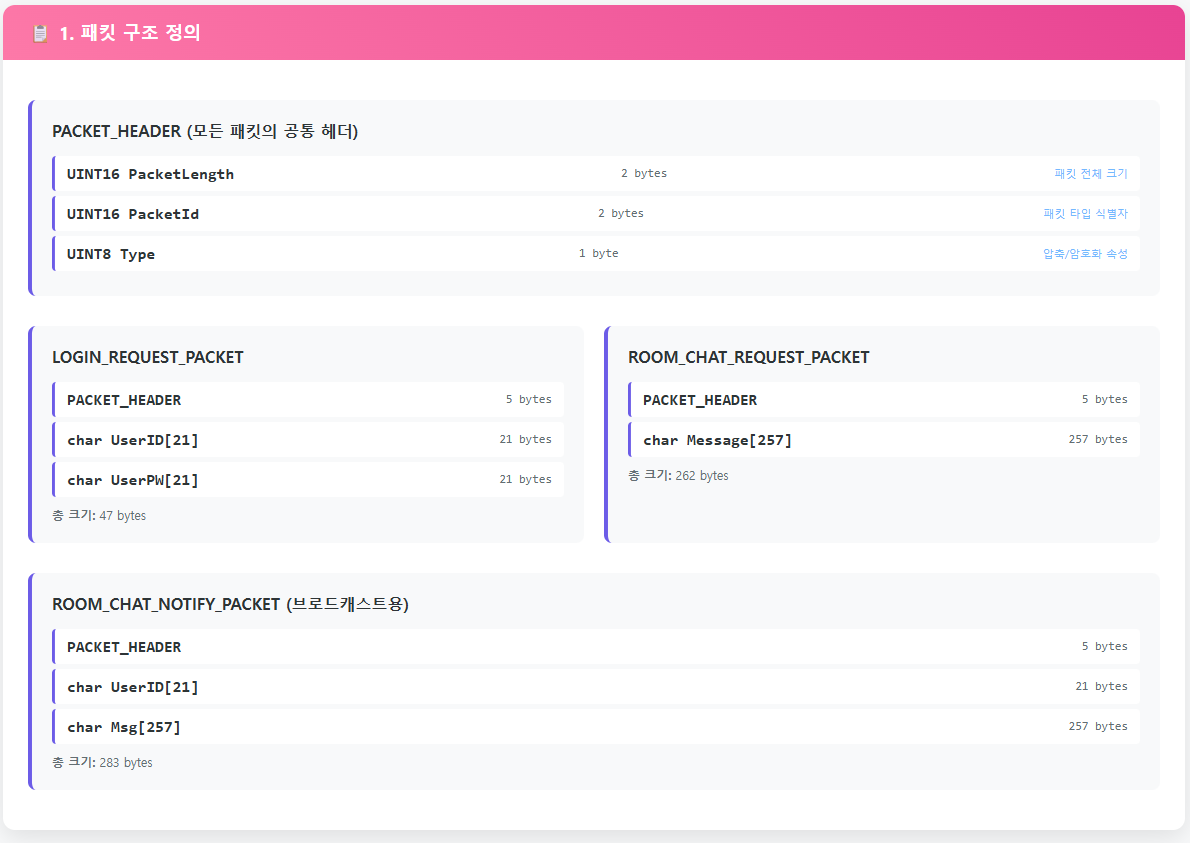 📋 1. 패킷 구조 정의
PACKET_HEADER (모든 패킷의 공통 헤더)
UINT16 PacketLength 2 bytes 패킷 전체 크기
UINT16 PacketId 2 bytes 패킷 타입 식별자
UINT8 Type 1 byte 압축/암호화 속성
LOGIN_REQUEST_PACKET
PACKET_HEADER 5 bytes
char UserID[21] 21 bytes
char UserPW[21] 21 bytes
총 크기: 47 bytes
ROOM_CHAT_REQUEST_PACKET
PACKET_HEADER 5 bytes
char Message[257] 257 bytes
총 크기: 262 bytes
ROOM_CHAT_NOTIFY_PACKET (브로드캐스트용)
PACKET_HEADER 5 bytes
char UserID[21] 21 bytes
char Msg[257] 257 bytes
총 크기: 283 bytes